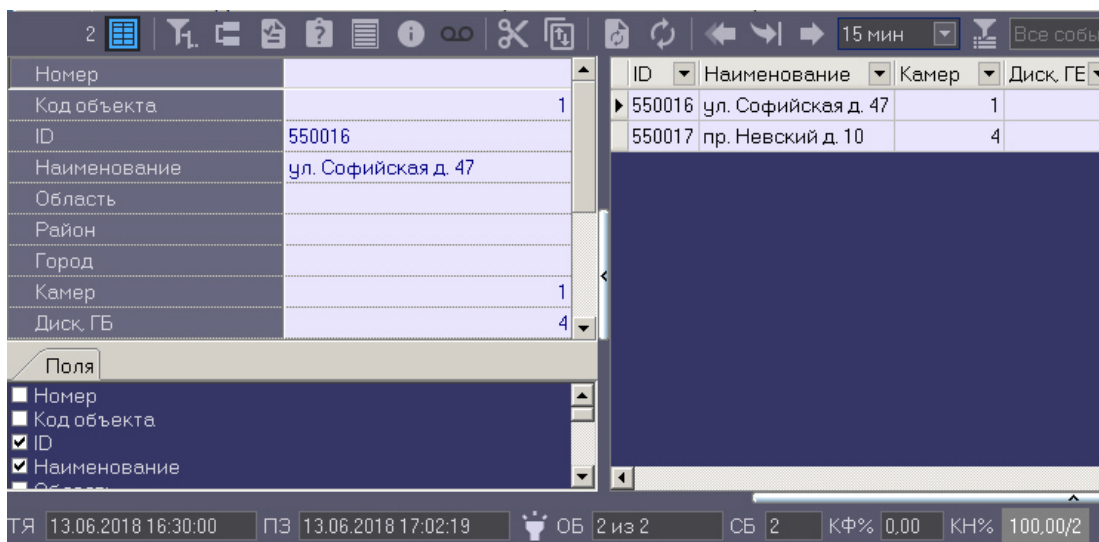 2 15 мин Все собы
Номер
Код объекта 1
ID 550016
Наименование ул. Софийская д. 47
Область
Район
Город
Камер 1
Диск, ГБ 4
ID Наименование Камер Диск, ГЕ
550016 ул. Софийская д. 47 1
550017 пр. Невский д. 10 4
Поля
Номер
Код объекта
ID
Наименование
ТЯ 13.06.2018 16:30:00 ПЗ 13.06.2018 17:02:19 ОБ 2 из 2 СБ 2 КФ% 0,00 КН% 100,00/2